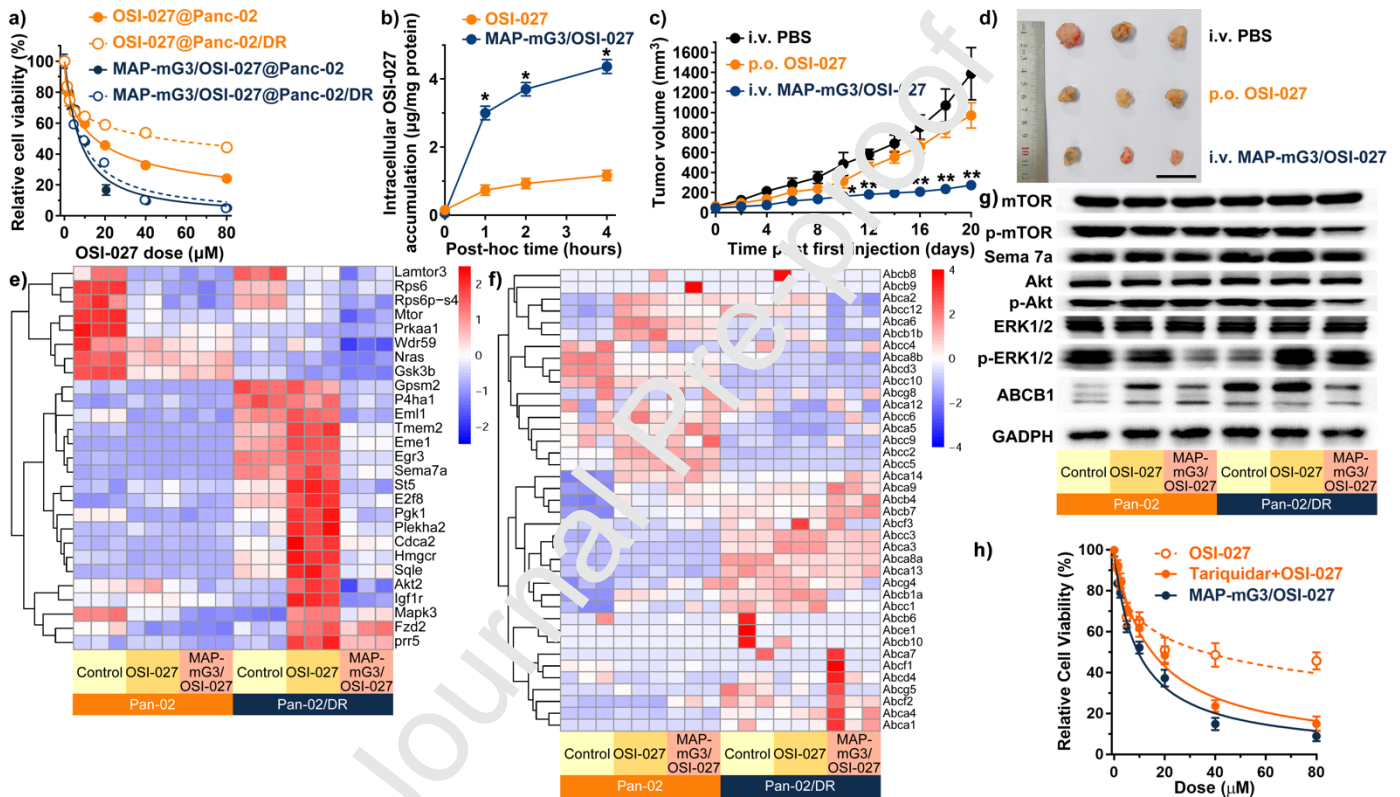 a)
OSI-027@Panc-02
OSI-027@Panc-02/DR
MAP-mG3/OSI-027@Panc-02
MAP-mG3/OSI-027@Panc-02/DR
Relative cell viability (%)
100
80
60
40
20
0
0
20
40
60
80
OSI-027 dose (µM)
b)
OSI-027
MAP-mG3/OSI-027
Intracellular OSI-027
accumulation (µg/mg protein)
4
2
0
*
*
*
0
1
2
3
4
Post-hoc time (hours)
c)
i.v. PBS
p.o. OSI-027
i.v. MAP-mG3/OSI-027
Tumor volume (mm³)
2000
1800
1600
1400
1200
1000
800
600
400
200
0
* ** ** ** ** **
0
4
8
12
16
20
Time post first injection (days)
d)
i.v. PBS
p.o. OSI-027
i.v. MAP-mG3/OSI-027
e)
Lamtor3
Rps6
Rps6p-s4
Mtor
Prkaa1
Wdr59
Nras
Gsk3b
Gpsm2
P4ha1
Eml1
Tmem2
Eme1
Egr3
Sema7a
St5
E2f8
Pgk1
Plekha2
Cdca2
Hmgcr
Sqle
Akt2
Igf1r
Mapk3
Fzd2
prr5
2
1
0
-1
-2
Control
OSI-027
MAP-
mG3/
OSI-027
Control
OSI-027
MAP-
mG3/
OSI-027
Pan-02
Pan-02/DR
f)
Abcb8
Abcb9
Abca2
Abcc12
Abca6
Abcb1b
Abcc4
Abca8b
Abcd3
Abcc10
Abcg8
Abca12
Abcc6
Abca5
Abcc9
Abcc2
Abcc5
Abca14
Abca9
Abcb4
Abcb7
Abcf3
Abcc3
Abca3
Abca8a
Abca13
Abcg4
Abcb1a
Abcc1
Abcb6
Abce1
Abcb10
Abca7
Abcf1
Abcd4
Abcg5
Abcf2
Abca4
Abca1
4
2
0
-2
-4
Control
OSI-027
MAP-
mG3/
OSI-027
Control
OSI-027
MAP-
mG3/
OSI-027
Pan-02
Pan-02/DR
g)
mTOR
p-mTOR
Sema 7a
Akt
p-Akt
ERK1/2
p-ERK1/2
ABCB1
GADPH
Control
OSI-027
MAP-
mG3/
OSI-027
Control
OSI-027
MAP-
mG3/
OSI-027
Pan-02
Pan-02/DR
h)
OSI-027
Tariquidar+OSI-027
MAP-mG3/OSI-027
Relative Cell Viability (%)
100
80
60
40
20
0
20
40
60
80
Dose (µM)
Journal Pre-proof